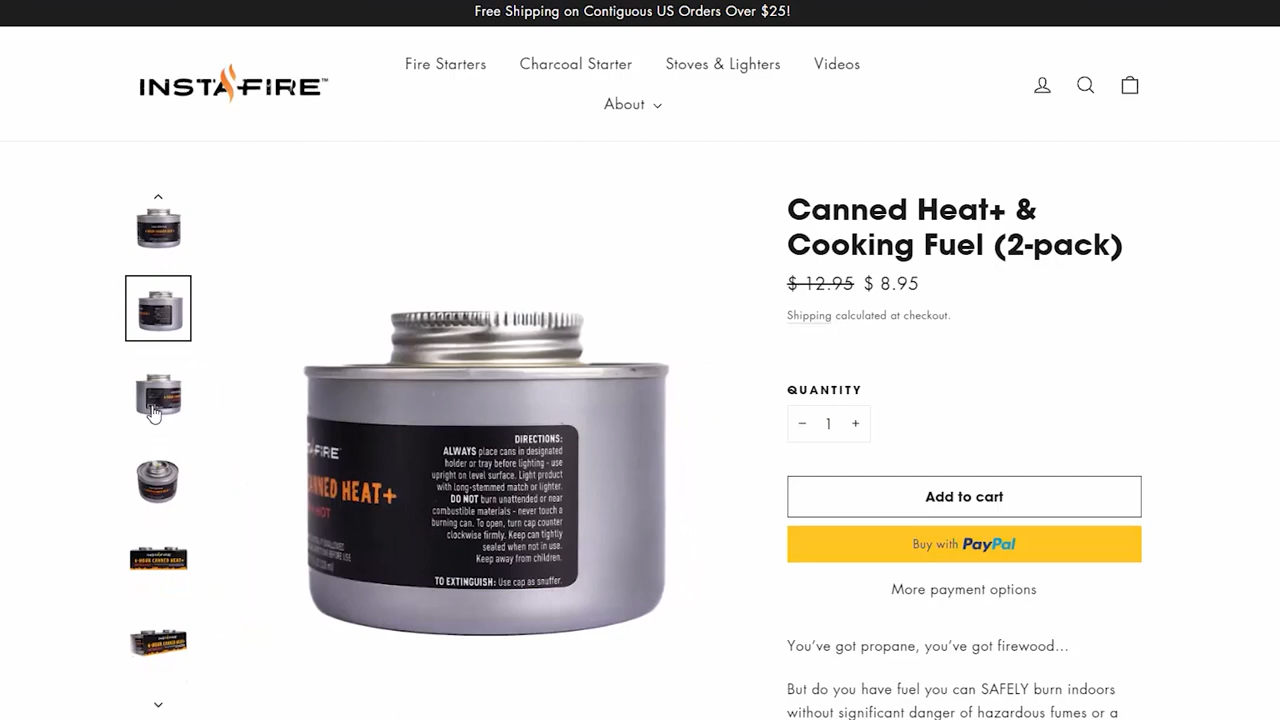 Free Shipping on Contiguous US Orders Over $25!
INSTAFIRE™
Fire Starters
Charcoal Starter
Stoves & Lighters
Videos
About
Canned Heat+ &
Cooking Fuel (2-pack)
$ 12.95 $ 8.95
Shipping calculated at checkout.
QUANTITY
− 1 +
Add to cart
Buy with PayPal
More payment options
You've got propane, you've got firewood…
But do you have fuel you can SAFELY burn indoors
without significant danger of hazardous fumes or a
CANNED HEAT+
HOT
DIRECTIONS:
ALWAYS place cans in designated
holder or tray before lighting - use
upright on level surface. Light product
with long-stemmed match or lighter.
DO NOT burn unattended or near
combustible materials - never touch a
burning can. To open, turn cap counter
clockwise firmly. Keep can tightly
sealed when not in use.
Keep away from children.
TO EXTINGUISH: Use cap as snuffer.